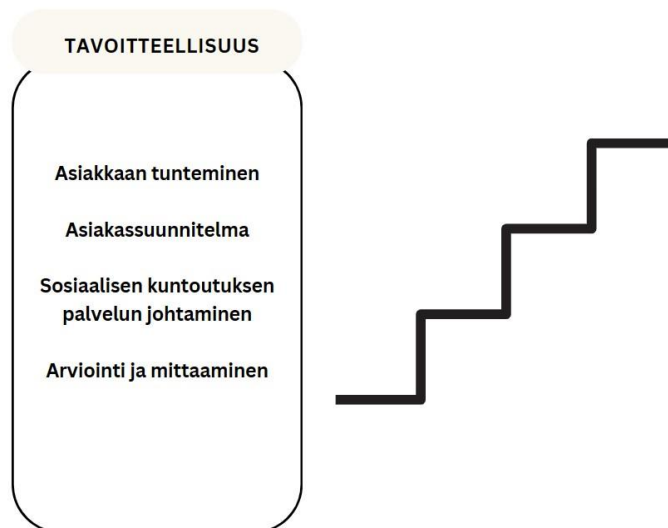 TAVOITTEELLISUUS
Asiakkaan tunteminen
Asiakassuunnitelma
Sosiaalisen kuntoutuksen
palvelun johtaminen
Arviointi ja mittaaminen